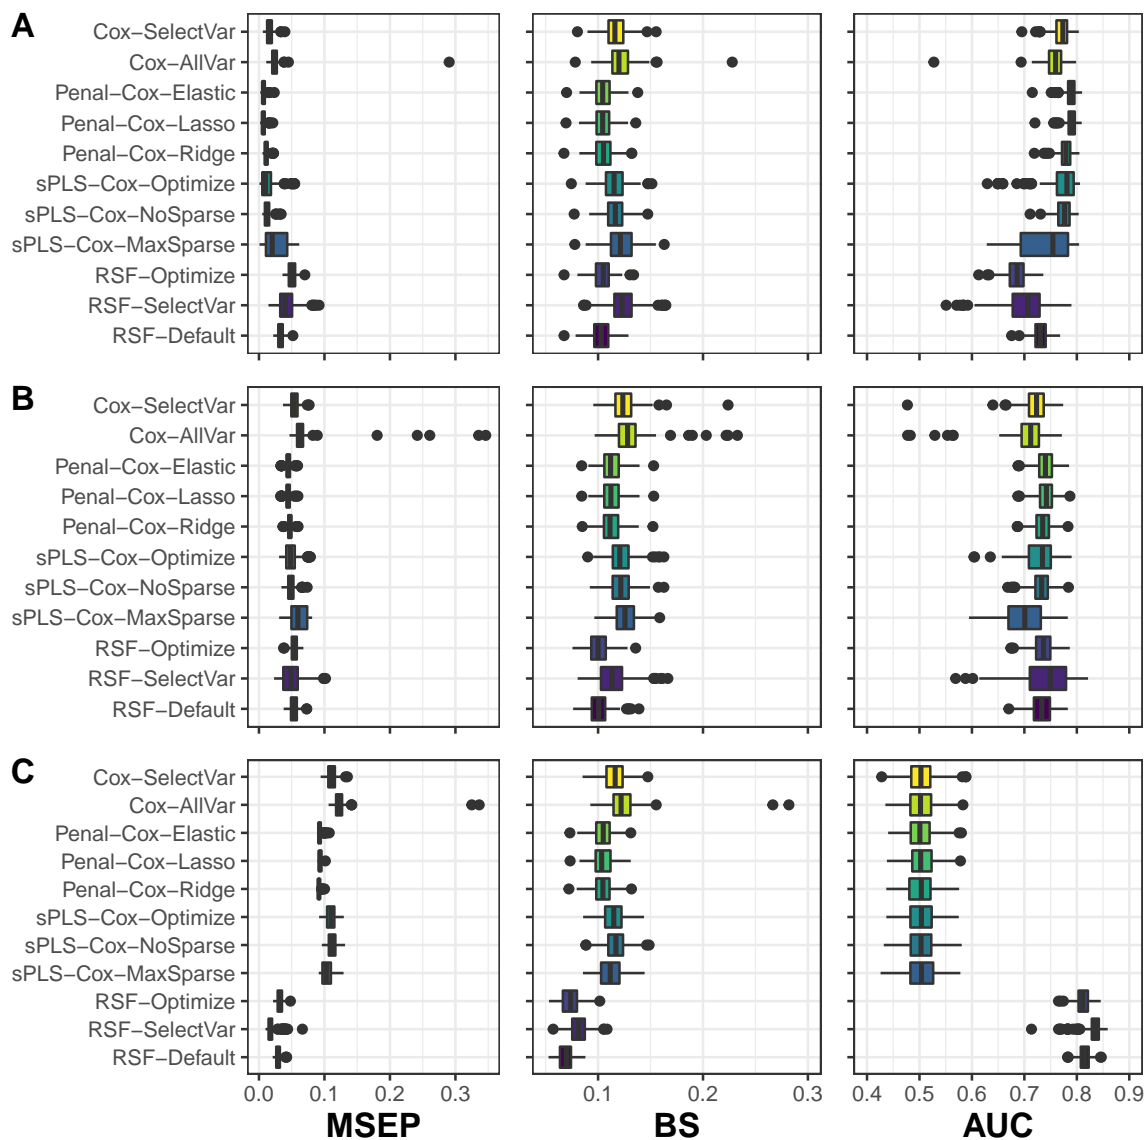 A
Cox−SelectVar
Cox−AllVar
Penal−Cox−Elastic
Penal−Cox−Lasso
Penal−Cox−Ridge
sPLS−Cox−Optimize
sPLS−Cox−NoSparse
sPLS−Cox−MaxSparse
RSF−Optimize
RSF−SelectVar
RSF−Default
B
Cox−SelectVar
Cox−AllVar
Penal−Cox−Elastic
Penal−Cox−Lasso
Penal−Cox−Ridge
sPLS−Cox−Optimize
sPLS−Cox−NoSparse
sPLS−Cox−MaxSparse
RSF−Optimize
RSF−SelectVar
RSF−Default
C
Cox−SelectVar
Cox−AllVar
Penal−Cox−Elastic
Penal−Cox−Lasso
Penal−Cox−Ridge
sPLS−Cox−Optimize
sPLS−Cox−NoSparse
sPLS−Cox−MaxSparse
RSF−Optimize
RSF−SelectVar
RSF−Default
0.0 0.1 0.2 0.3 0.1 0.2 0.3 0.4 0.5 0.6 0.7 0.8 0.9
MSEP BS AUC